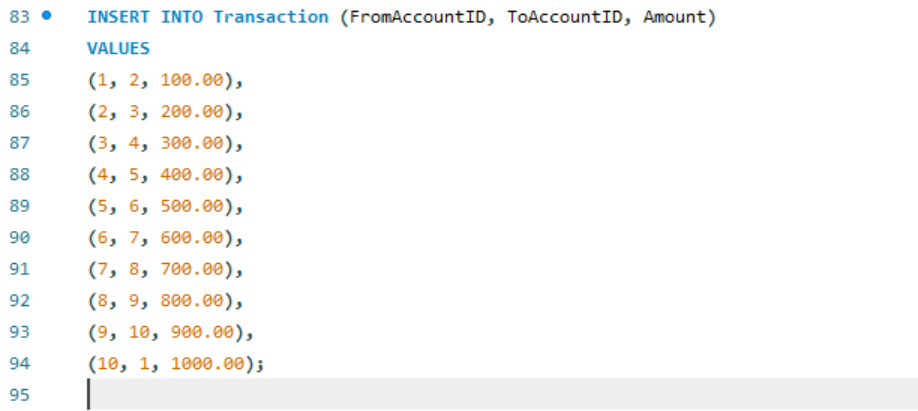 83 INSERT INTO Transaction (FromAccountID, ToAccountID, Amount)
84 VALUES
85 (1, 2, 100.00),
86 (2, 3, 200.00),
87 (3, 4, 300.00),
88 (4, 5, 400.00),
89 (5, 6, 500.00),
90 (6, 7, 600.00),
91 (7, 8, 700.00),
92 (8, 9, 800.00),
93 (9, 10, 900.00),
94 (10, 1, 1000.00);
95